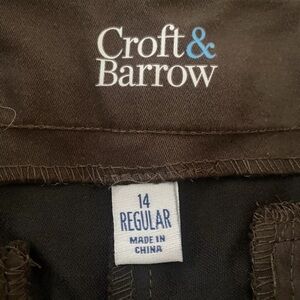 Croft&
Barrow
14
REGULAR
MADE IN
CHINA